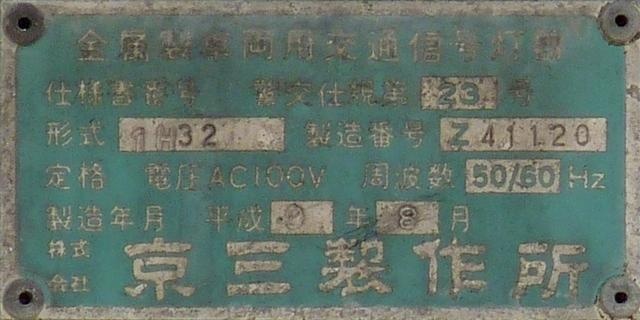 金属製車両用交通信号灯器
仕様書番号 警交仕規第 23 号
形式 1H32 製造番号 Z41120
定格 電圧AC100V 周波数 50/60 Hz
製造年月 平成 9 年 8 月
株式会社 京三製作所